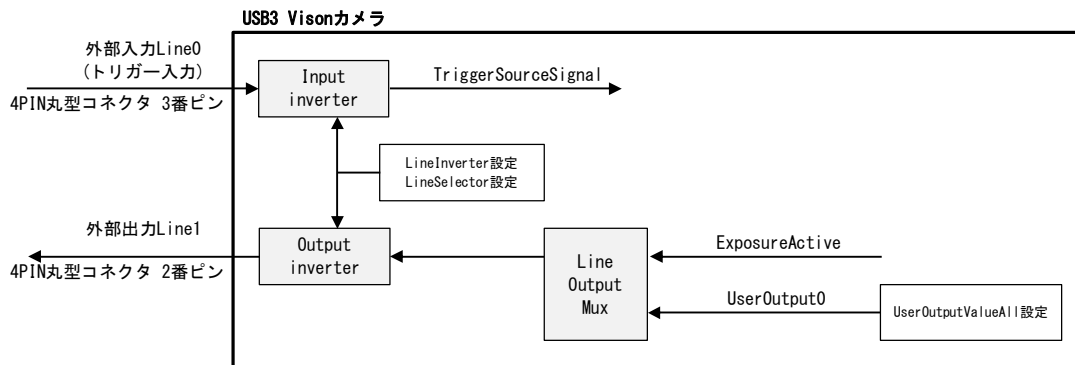 USB3 Visonカメラ
外部入力Line0
(トリガー入力)
4PIN丸型コネクタ 3番ピン
Input
inverter
TriggerSourceSignal
LineInverter設定
LineSelector設定
外部出力Line1
4PIN丸型コネクタ 2番ピン
Output
inverter
Line
Output
Mux
ExposureActive
UserOutput0
UserOutputValueAll設定